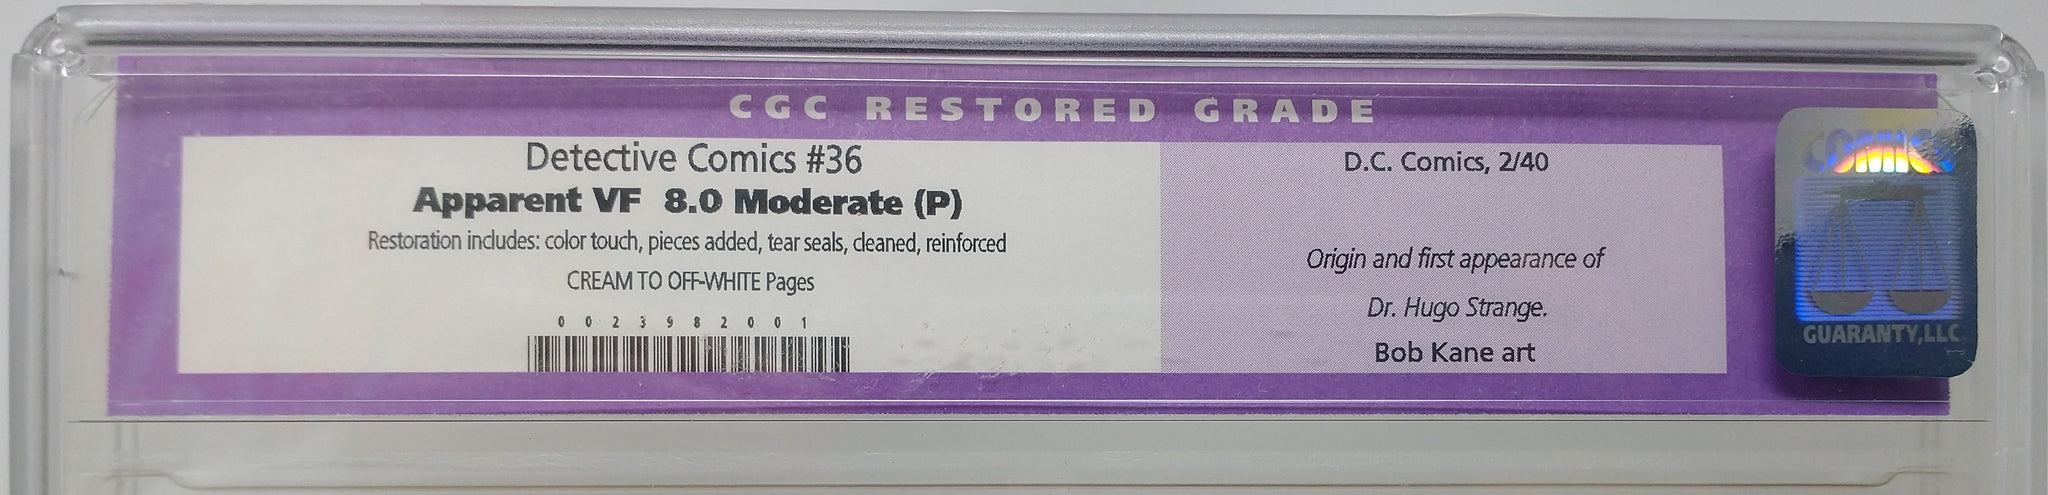 CGC RESTORED GRADE
Detective Comics #36
Apparent VF 8.0 Moderate (P)
Restoration includes: color touch, pieces added, tear seals, cleaned, reinforced
CREAM TO OFF-WHITE Pages
0023982001
D.C. Comics, 2/40
Origin and first appearance of
Dr. Hugo Strange.
Bob Kane art
COMICS
GUARANTY,LLC